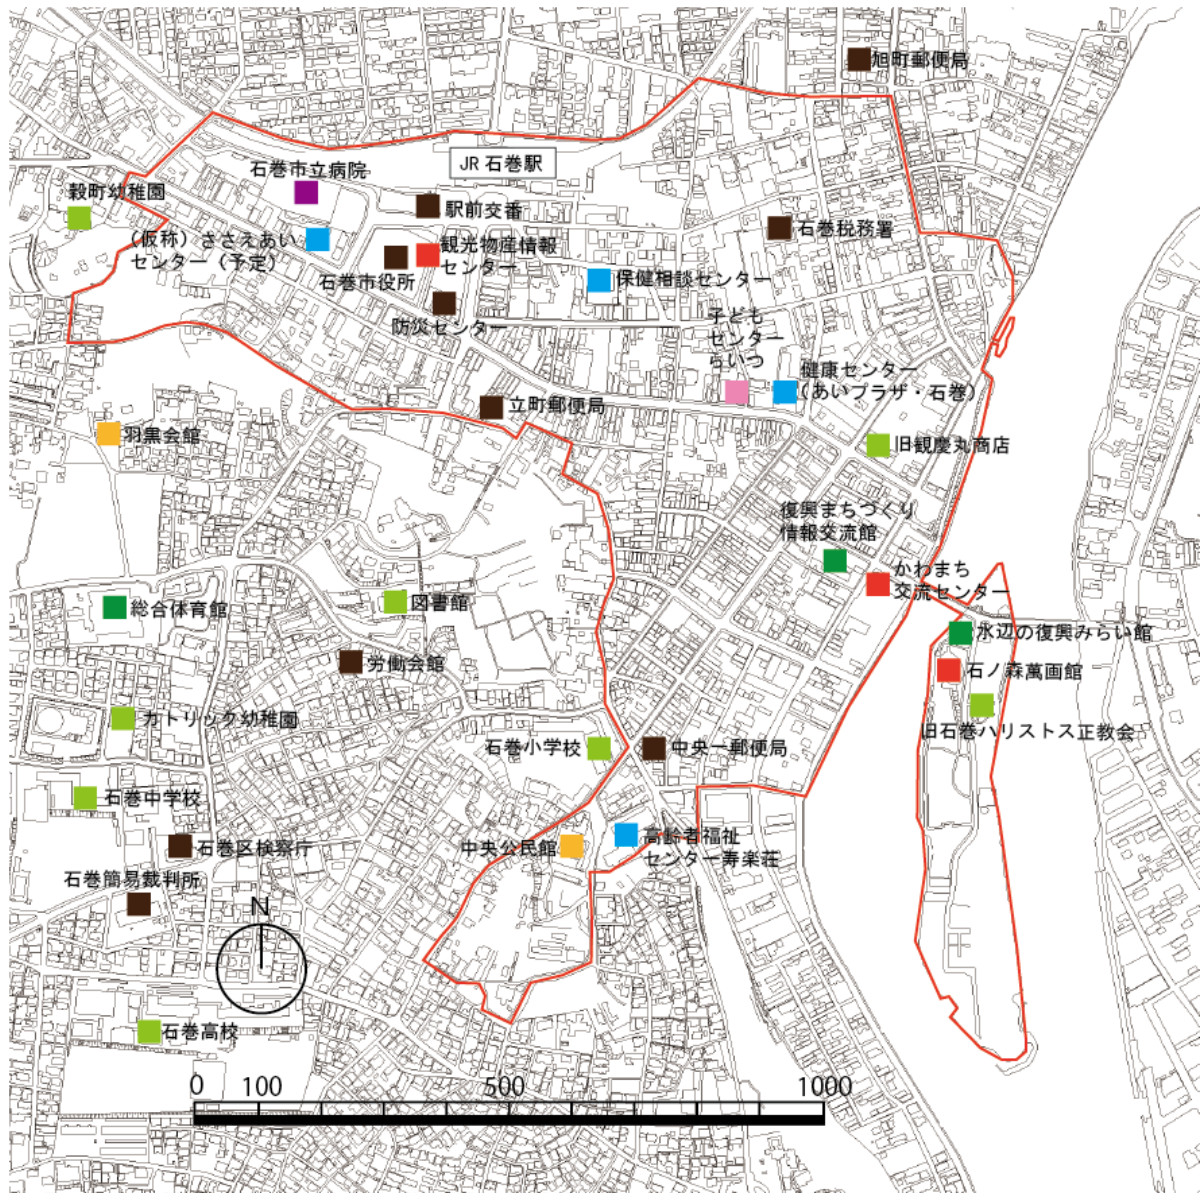 旭町郵便局
JR 石巻駅
石巻市立病院
穀町幼稚園
駅前交番
石巻税務署
(仮称)ささえあい
センター(予定)
観光物産情報
センター
石巻市役所
保健相談センター
防災センター
子ども
センター
らいつ
健康センター
(あいプラザ・石巻)
立町郵便局
羽黒会館
旧観慶丸商店
復興まちづくり
情報交流館
かわまち
交流センター
総合体育館
図書館
水辺の復興みらい館
労働会館
石ノ森萬画館
カトリック幼稚園
旧石巻ハリストス正教会
石巻小学校
中央一郵便局
石巻中学校
石巻区検察庁
中央公民館
高齢者福祉
センター寿楽荘
石巻簡易裁判所
N
石巻高校
0 100 500 1000